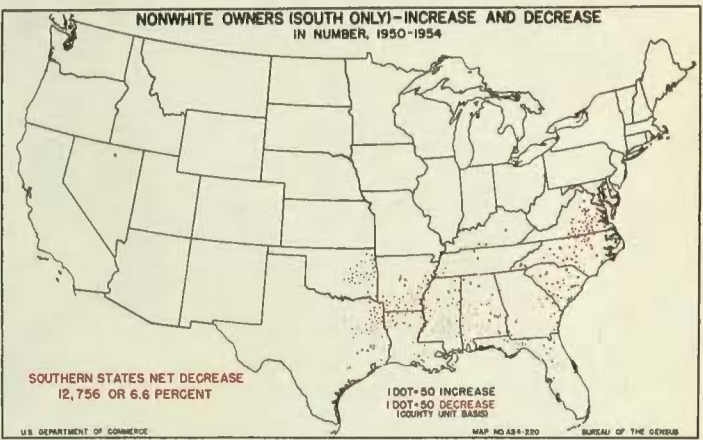 NONWHITE OWNERS (SOUTH ONLY)-INCREASE AND DECREASE
IN NUMBER, 1950-1954
SOUTHERN STATES NET DECREASE
12,756 OR 6.6 PERCENT
1 DOT=50 INCREASE
1 DOT=50 DECREASE
(COUNTY UNIT BASIS)
U.S. DEPARTMENT OF COMMERCE
MAP NO. A54-220
BUREAU OF THE CENSUS